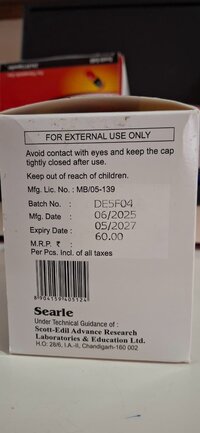 FOR EXTERNAL USE ONLY
Avoid contact with eyes and keep the cap
tightly closed after use.
Keep out of reach of children.
Mfg. Lic. No. : MB/05-139
Batch No. : DE5F04
Mfg. Date : 06/2025
Expiry Date : 05/2027
M.R.P. ₹ : 60.00
Per Pcs. Incl. of all taxes
8 904159 405124
Searle
Under Technical Guidance of :
Scott-Edil Advance Research
Laboratories & Education Ltd.
H.O. 28/6, I.A.-II, Chandigarh-160 002